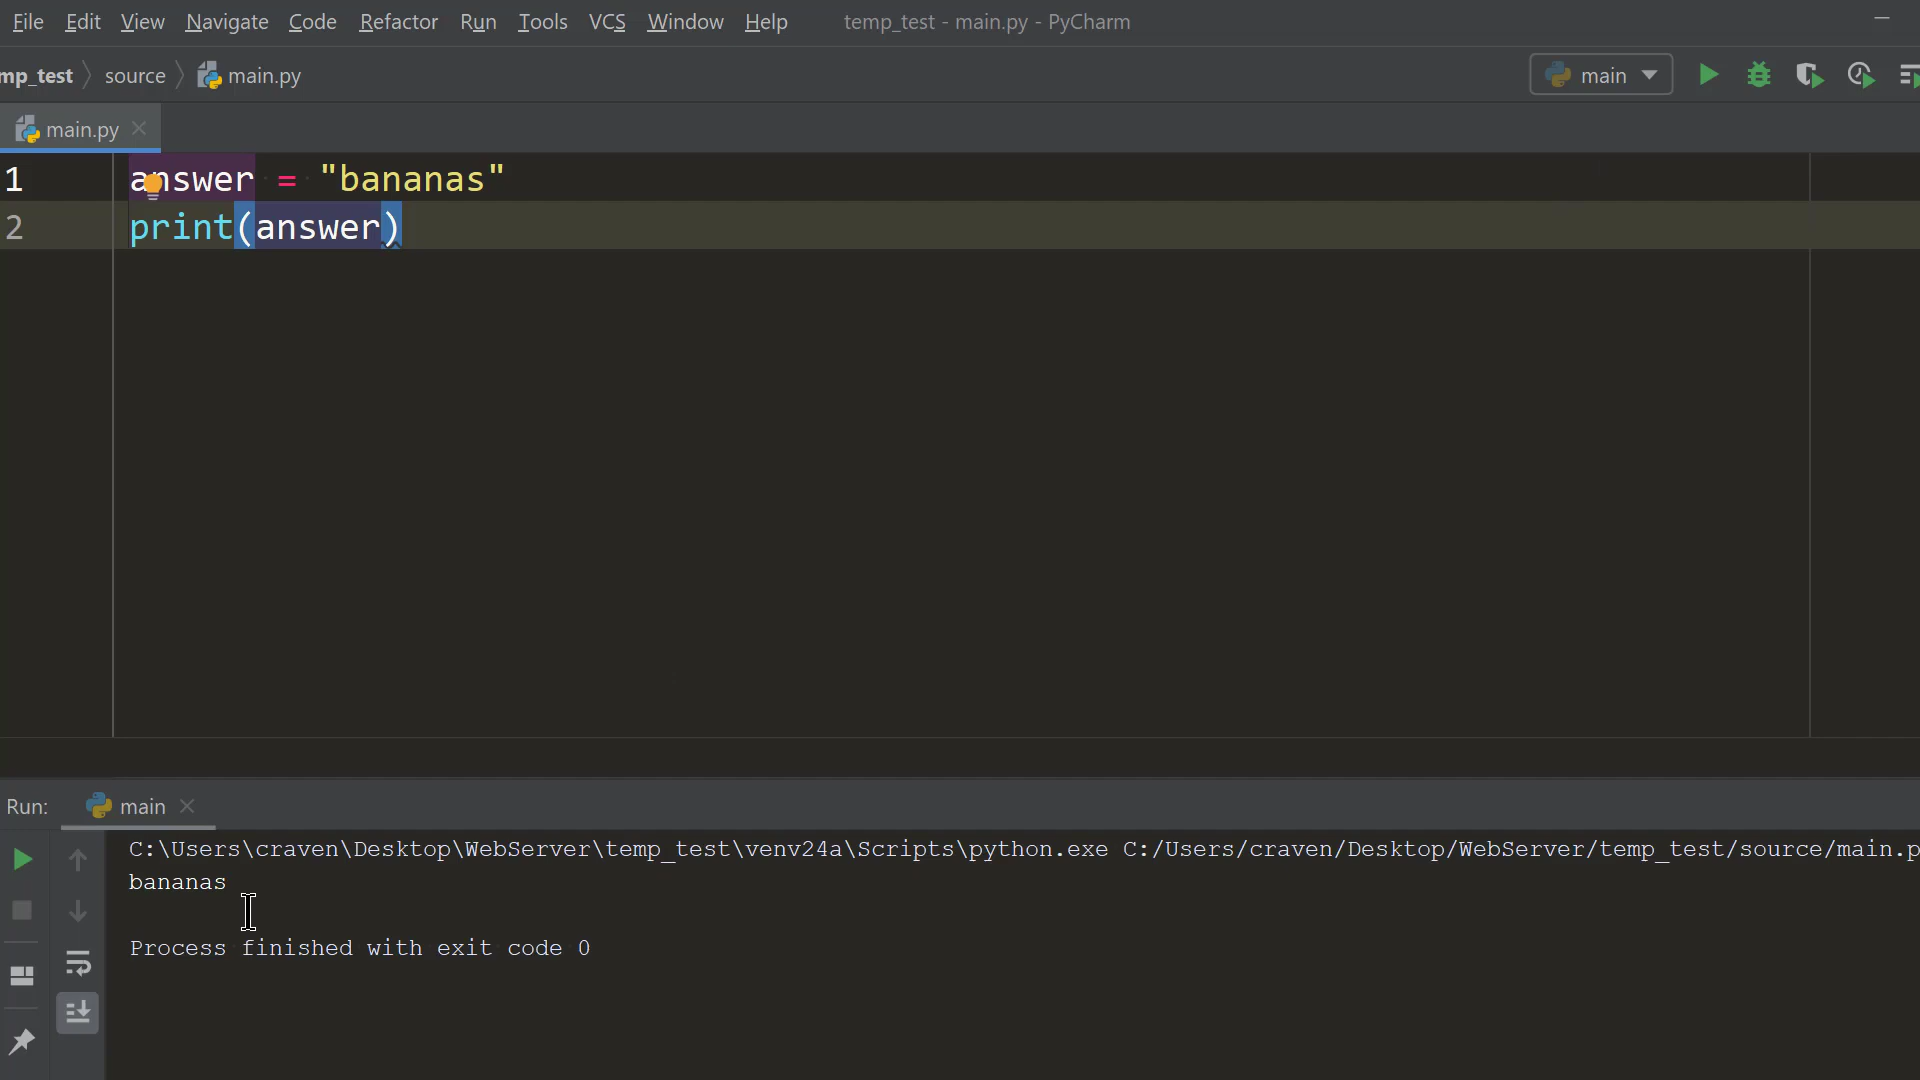 File Edit View Navigate Code Refactor Run Tools VCS Window Help temp_test - main.py - PyCharm
mp_test source main.py main
main.py
1 answer = "bananas"
2 print(answer)
Run: main
C:\Users\craven\Desktop\WebServer\temp_test\venv24a\Scripts\python.exe C:/Users/craven/Desktop/WebServer/temp_test/source/main.p
bananas
Process finished with exit code 0